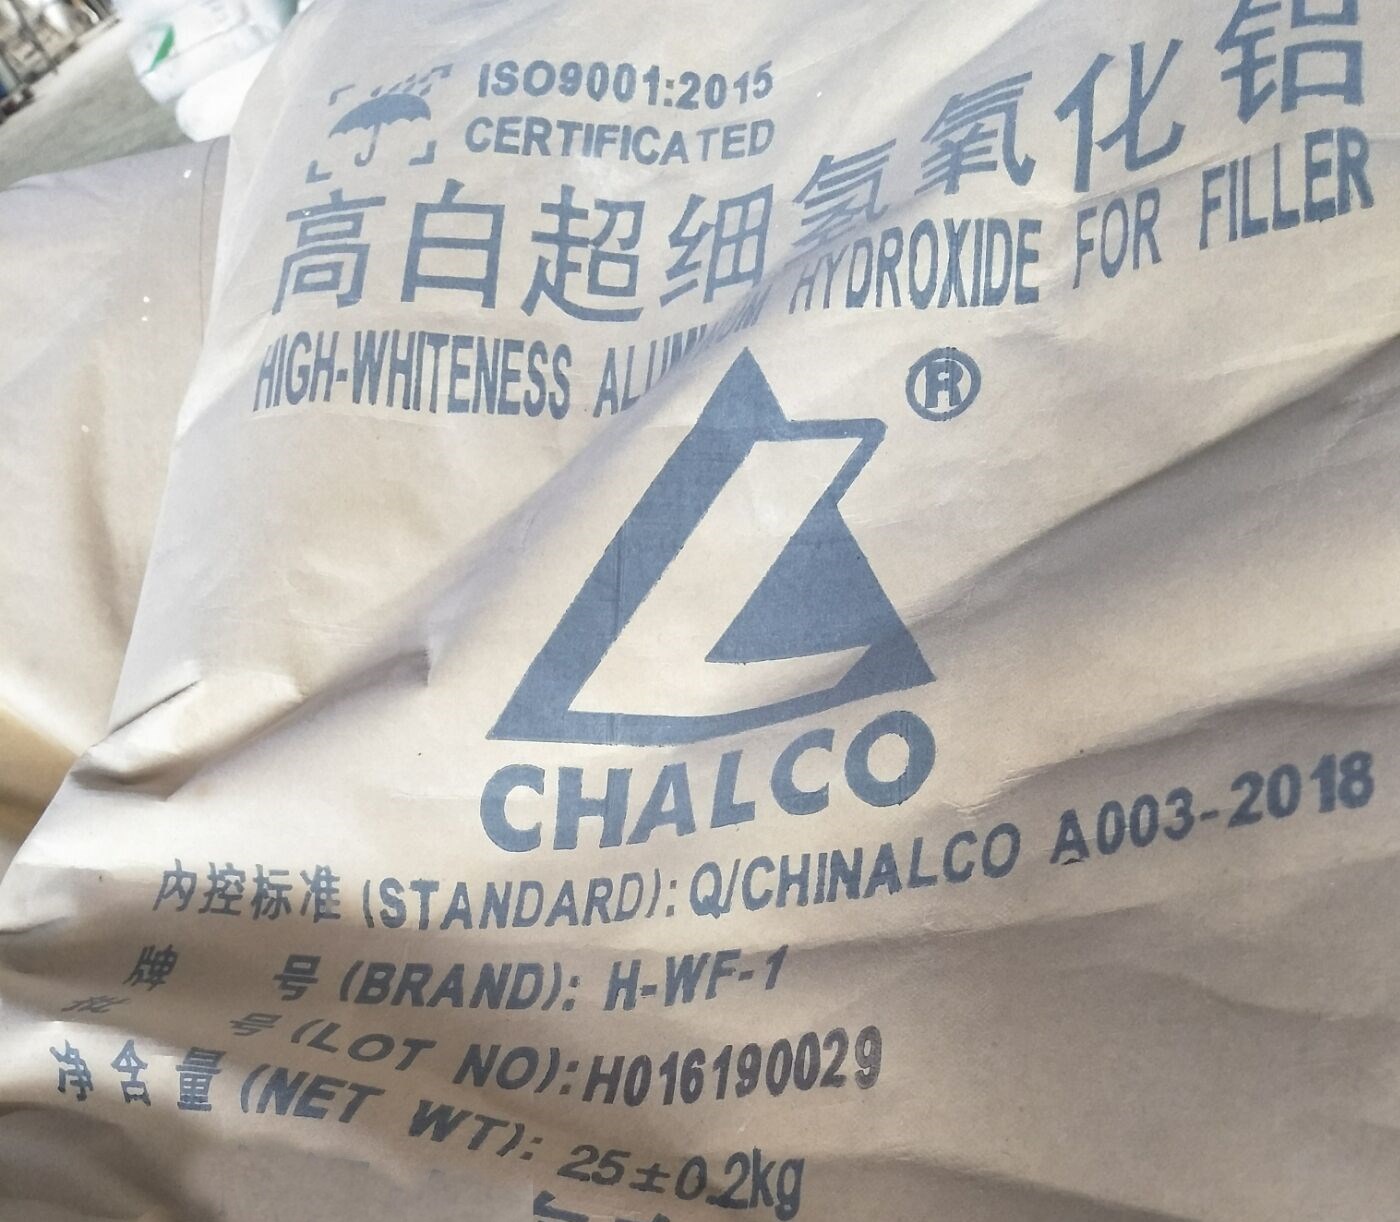 ISO9001:2015
CERTIFICATED
高白超细氢氧化铝
HIGH-WHITENESS ALUMINUM HYDROXIDE FOR FILLER
®
CHALCO
内控标准 (STANDARD): Q/CHINALCO A003-2018
牌 号 (BRAND): H-WF-1
批 号 (LOT NO): H016190029
净含量 (NET WT): 25±0.2kg